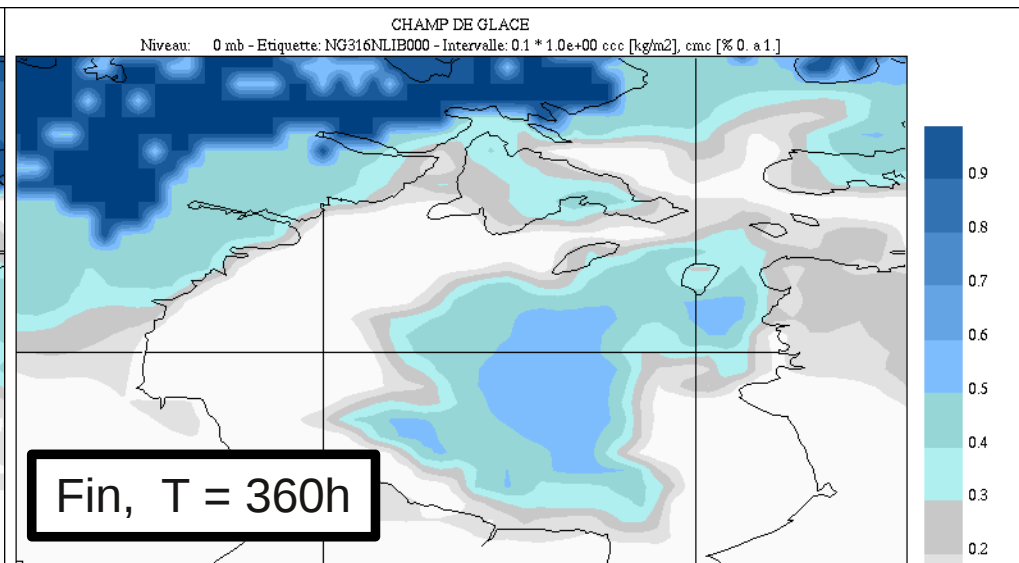 CHAMP DE GLACE
Niveau: 0 mb - Etiquette: NG316NLIB000 - Intervalle: 0.1 * 1.0e+00 ccc [kg/m2], cmc [% 0. a 1.]
0.9
0.8
0.7
0.6
0.5
0.4
0.3
0.2
Fin, T = 360h